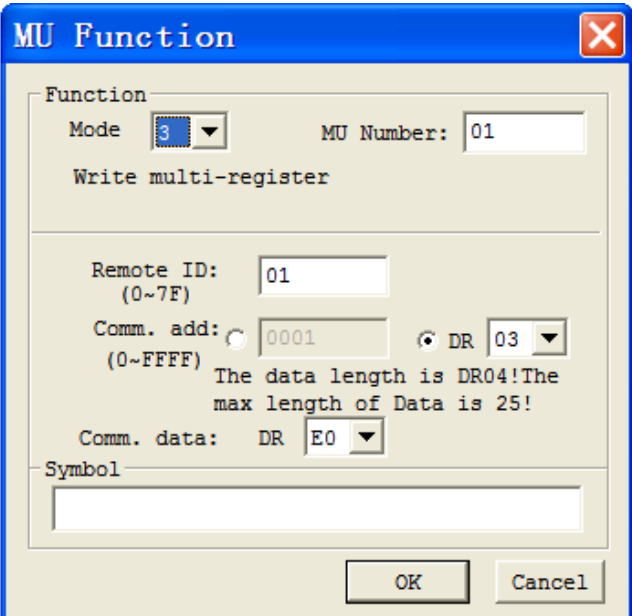 MU Function
Function
Mode 3 MU Number: 01
Write multi-register
Remote ID: 01
(0~7F)
Comm. add: 0001 DR 03
(0~FFFF)
The data length is DR04!The
max length of Data is 25!
Comm. data: DR E0
Symbol
OK Cancel